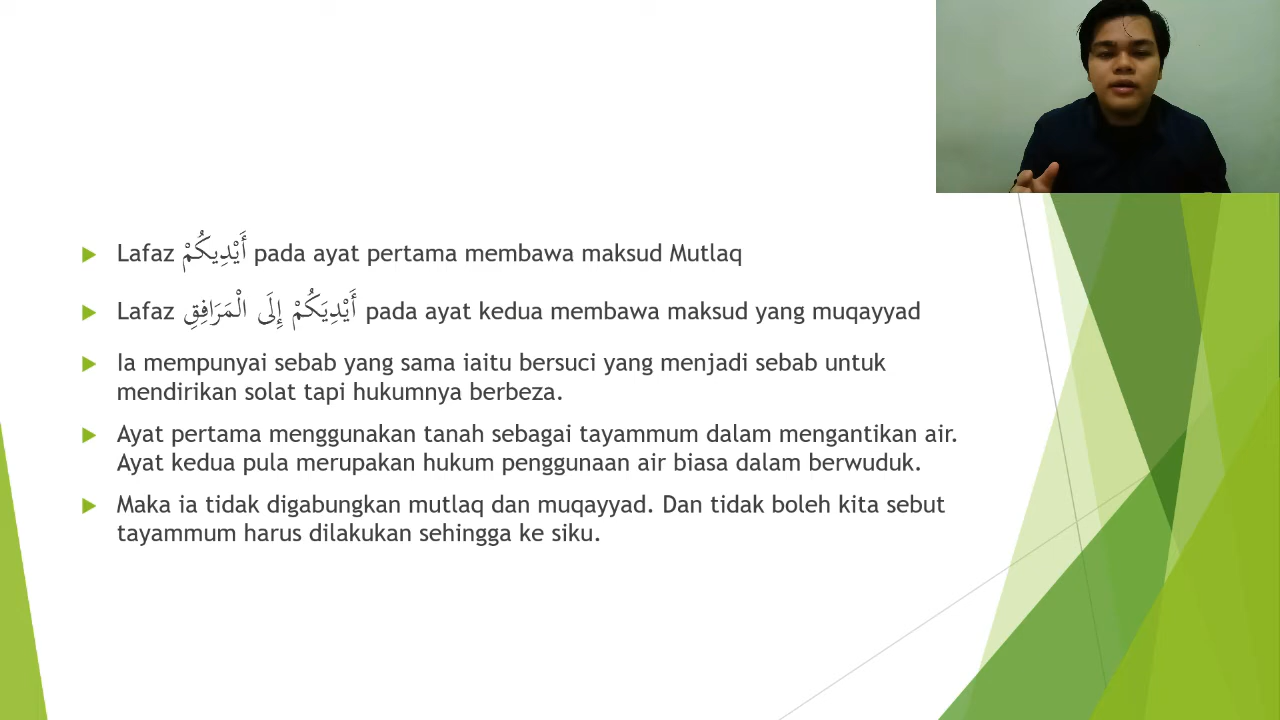 Lafaz أَيْدِيكُمْ pada ayat pertama membawa maksud Mutlaq
Lafaz أَيْدِيَكُمْ إِلَى الْمَرَافِقِ pada ayat kedua membawa maksud yang muqayyad
Ia mempunyai sebab yang sama iaitu bersuci yang menjadi sebab untuk
mendirikan solat tapi hukumnya berbeza.
Ayat pertama menggunakan tanah sebagai tayammum dalam mengantikan air.
Ayat kedua pula merupakan hukum penggunaan air biasa dalam berwuduk.
Maka ia tidak digabungkan mutlaq dan muqayyad. Dan tidak boleh kita sebut
tayammum harus dilakukan sehingga ke siku.